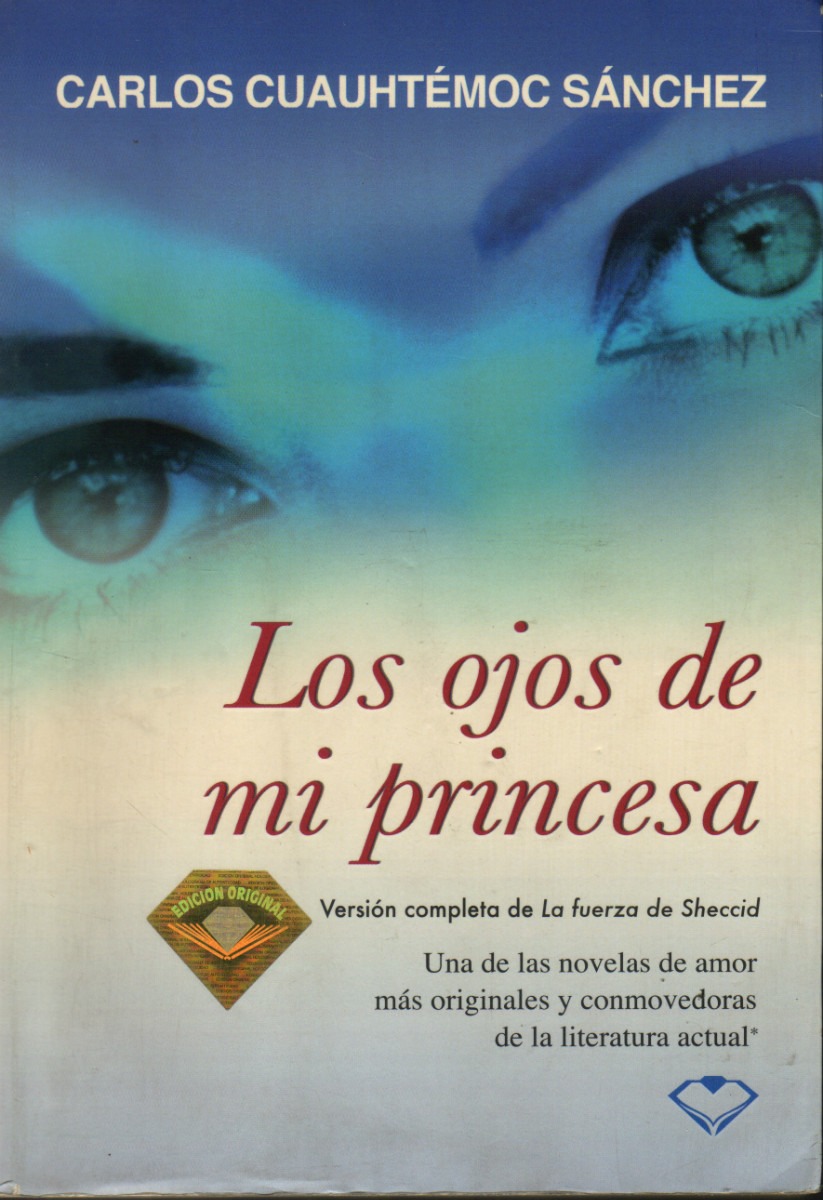 CARLOS CUAUHTÉMOC SÁNCHEZ
Los ojos de
mi princesa
EDICION ORIGINAL
Versión completa de La fuerza de Sheccid
Una de las novelas de amor
más originales y conmovedoras
de la literatura actual*